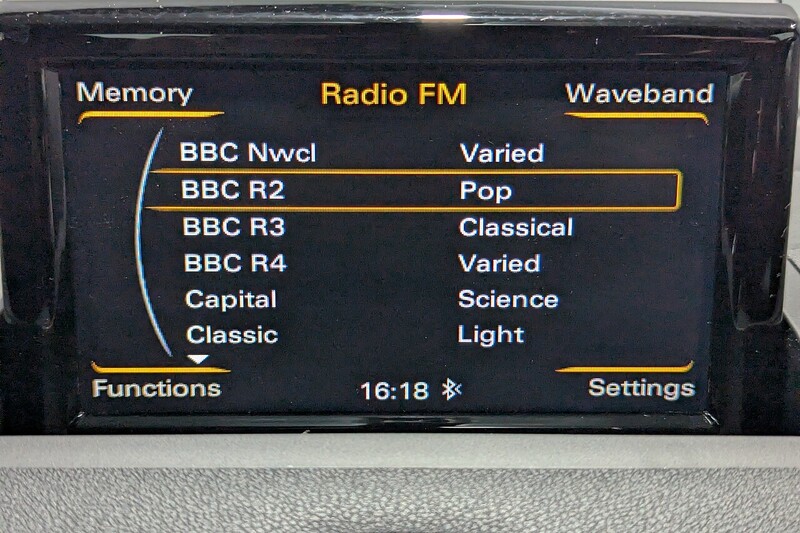 Memory Radio FM Waveband
BBC Nwcl Varied
BBC R2 Pop
BBC R3 Classical
BBC R4 Varied
Capital Science
Classic Light
Functions 16:18 Settings